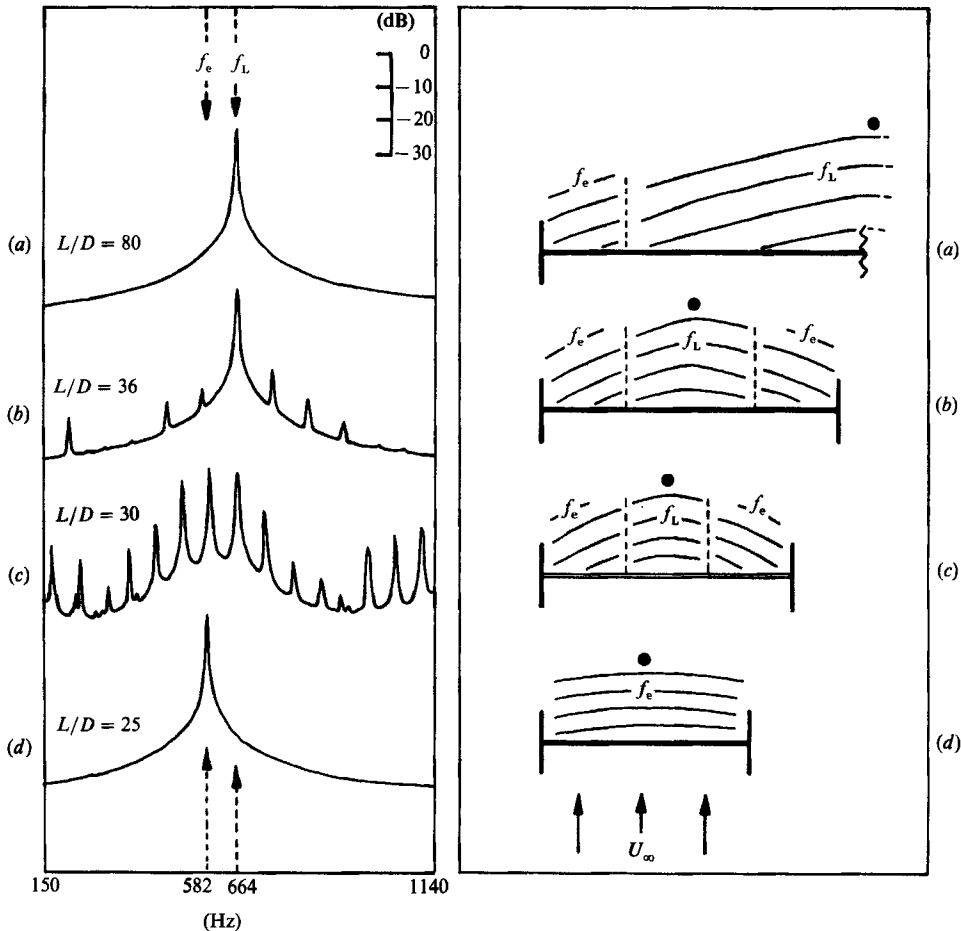 (dB)
f_e f_L
0
−10
−20
−30
(a) L/D = 80
(b) L/D = 36
(c) L/D = 30
(d) L/D = 25
150 582 664 1140
(Hz)
f_e f_L (a)
f_e f_L f_e (b)
f_e f_L f_e (c)
f_e (d)
U_∞